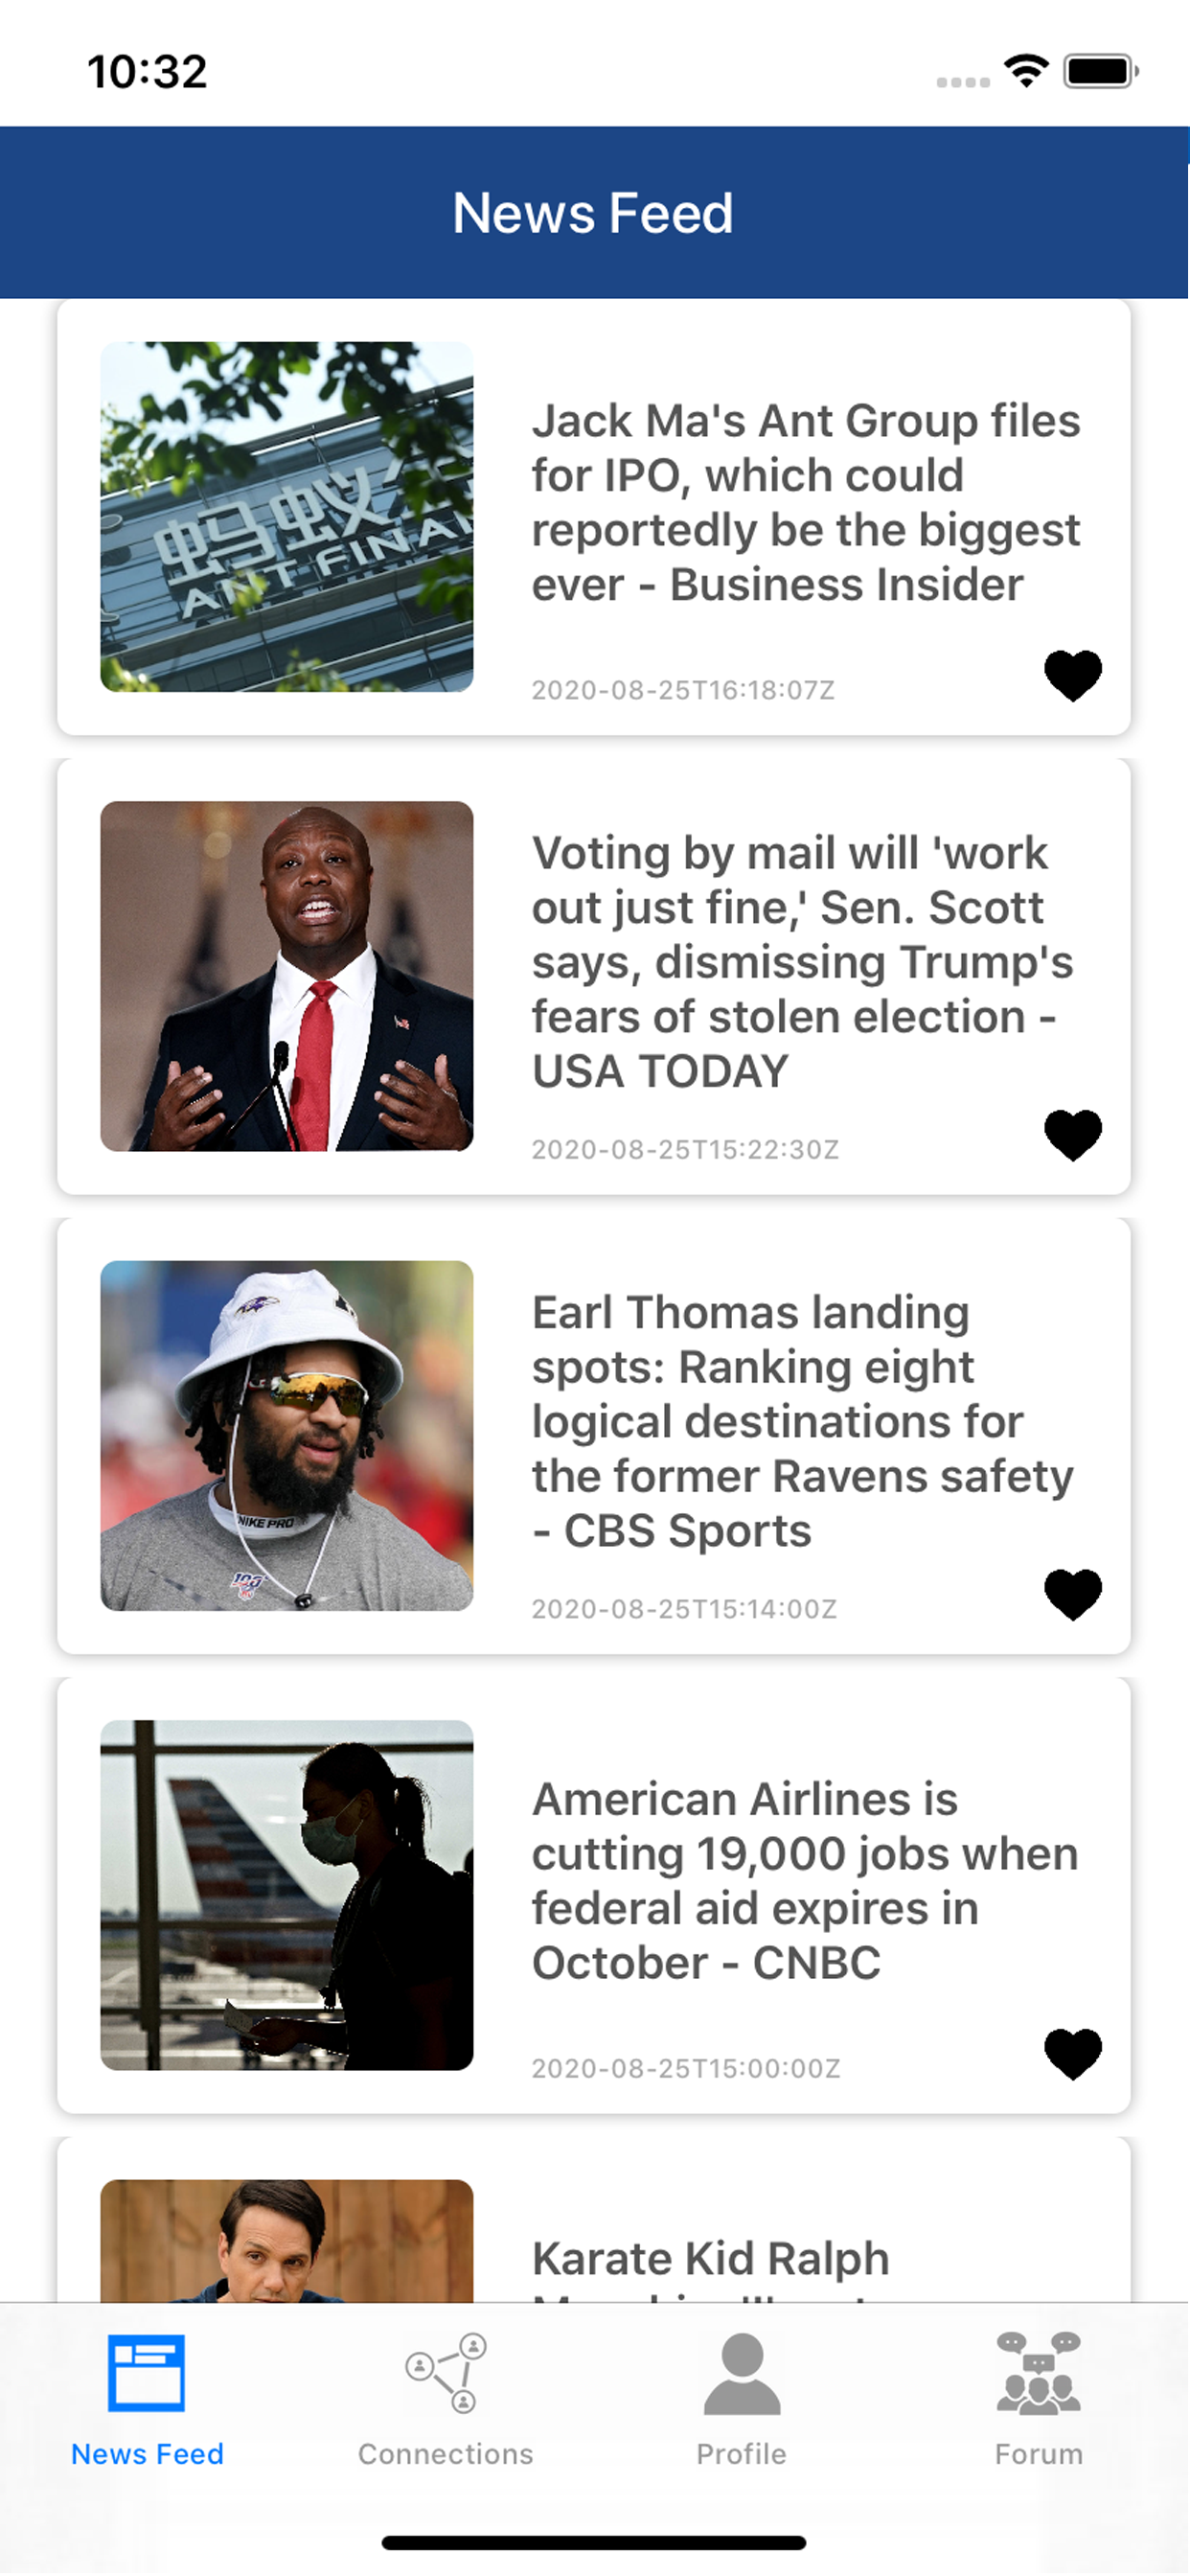 10:32
News Feed
蚂蚁
ANT FINA
Jack Ma's Ant Group files
for IPO, which could
reportedly be the biggest
ever - Business Insider
2020-08-25T16:18:07Z
Voting by mail will 'work
out just fine,' Sen. Scott
says, dismissing Trump's
fears of stolen election -
USA TODAY
2020-08-25T15:22:30Z
NIKE PRO
100
Earl Thomas landing
spots: Ranking eight
logical destinations for
the former Ravens safety
- CBS Sports
2020-08-25T15:14:00Z
American Airlines is
cutting 19,000 jobs when
federal aid expires in
October - CNBC
2020-08-25T15:00:00Z
Karate Kid Ralph
News Feed
Connections
Profile
Forum